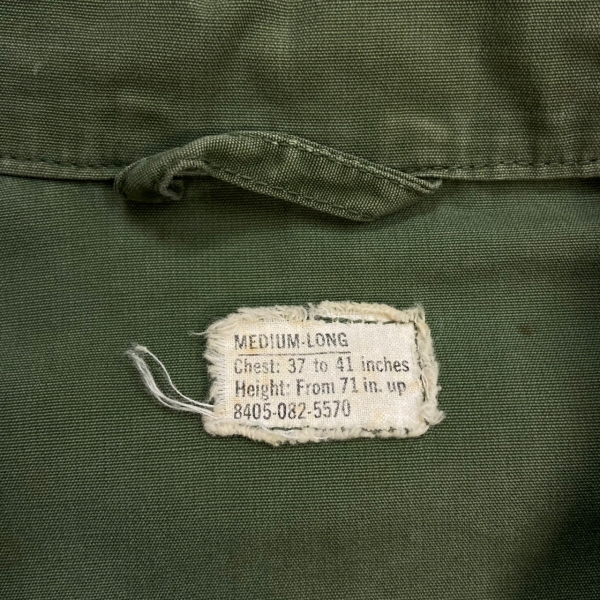 MEDIUM-LONG
Chest: 37 to 41 inches
Height: From 71 in. up
8405-082-5570